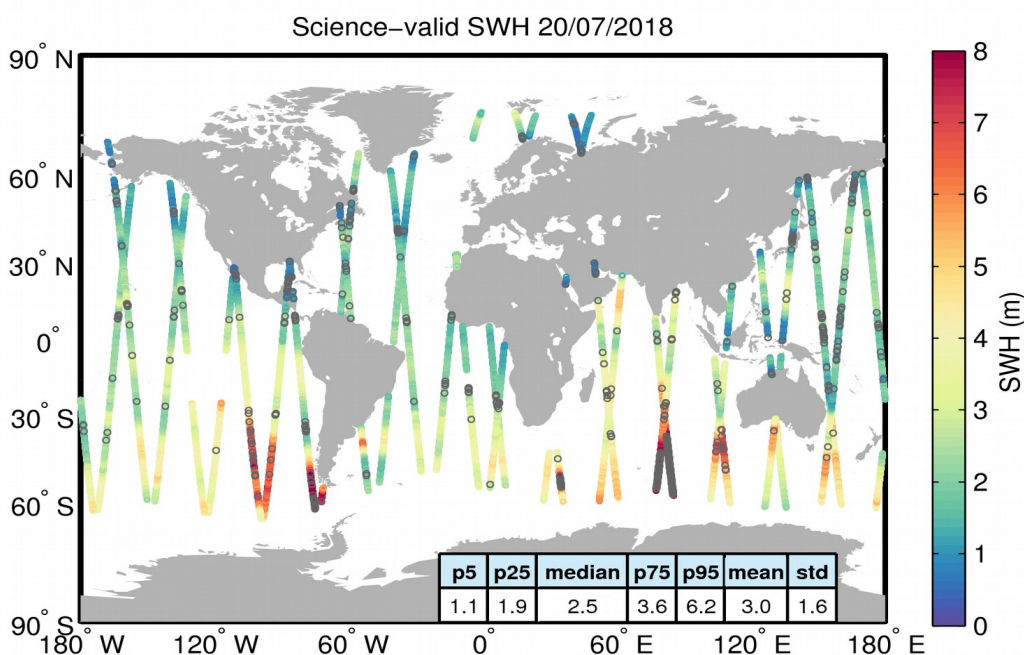 Science−valid SWH 20/07/2018
90° N
60° N
30° N
0°
30° S
60° S
90° S
180° W
120° W
60° W
0°
60° E
120° E
180° E
8
7
6
5
4
3
2
1
0
SWH (m)
p5 p25 median p75 p95 mean std
1.1 1.9 2.5 3.6 6.2 3.0 1.6